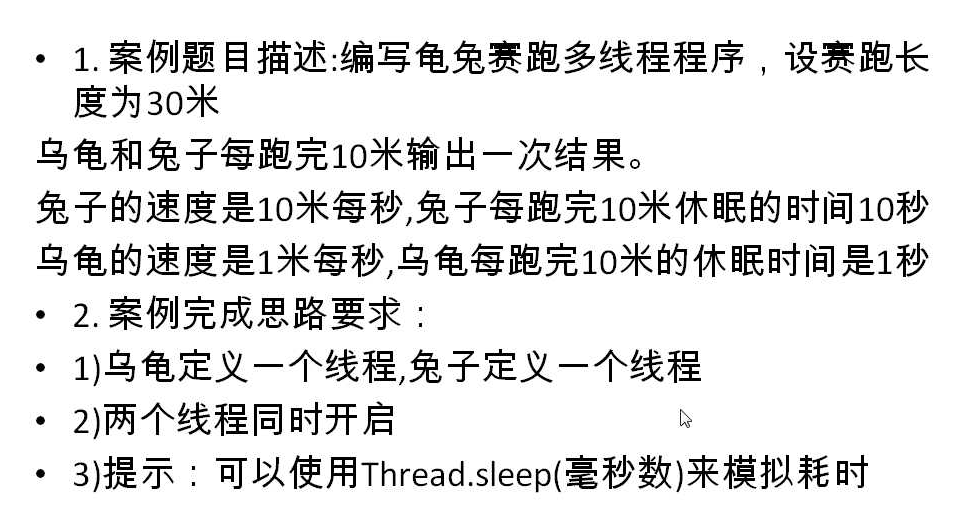 • 1. 案例题目描述:编写龟兔赛跑多线程程序，设赛跑长
度为30米
乌龟和兔子每跑完10米输出一次结果。
兔子的速度是10米每秒,兔子每跑完10米休眠的时间10秒
乌龟的速度是1米每秒,乌龟每跑完10米的休眠时间是1秒
• 2. 案例完成思路要求：
• 1)乌龟定义一个线程,兔子定义一个线程
• 2)两个线程同时开启
• 3)提示：可以使用Thread.sleep(毫秒数)来模拟耗时